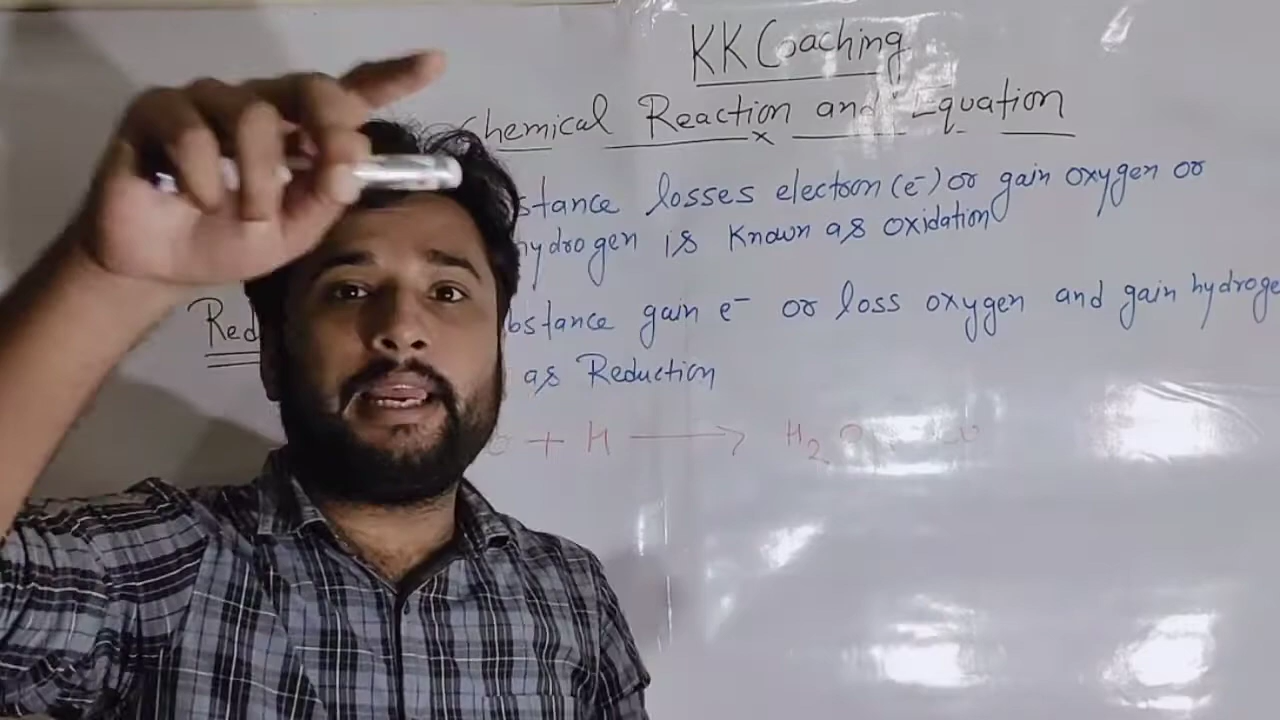 KK Coaching
Chemical Reaction and Equation
stance losses electron (e⁻) or gain oxygen or
hydrogen is known as oxidation
Red
bstance gain e⁻ or loss oxygen and gain hydroge
as Reduction
+ H → H₂O